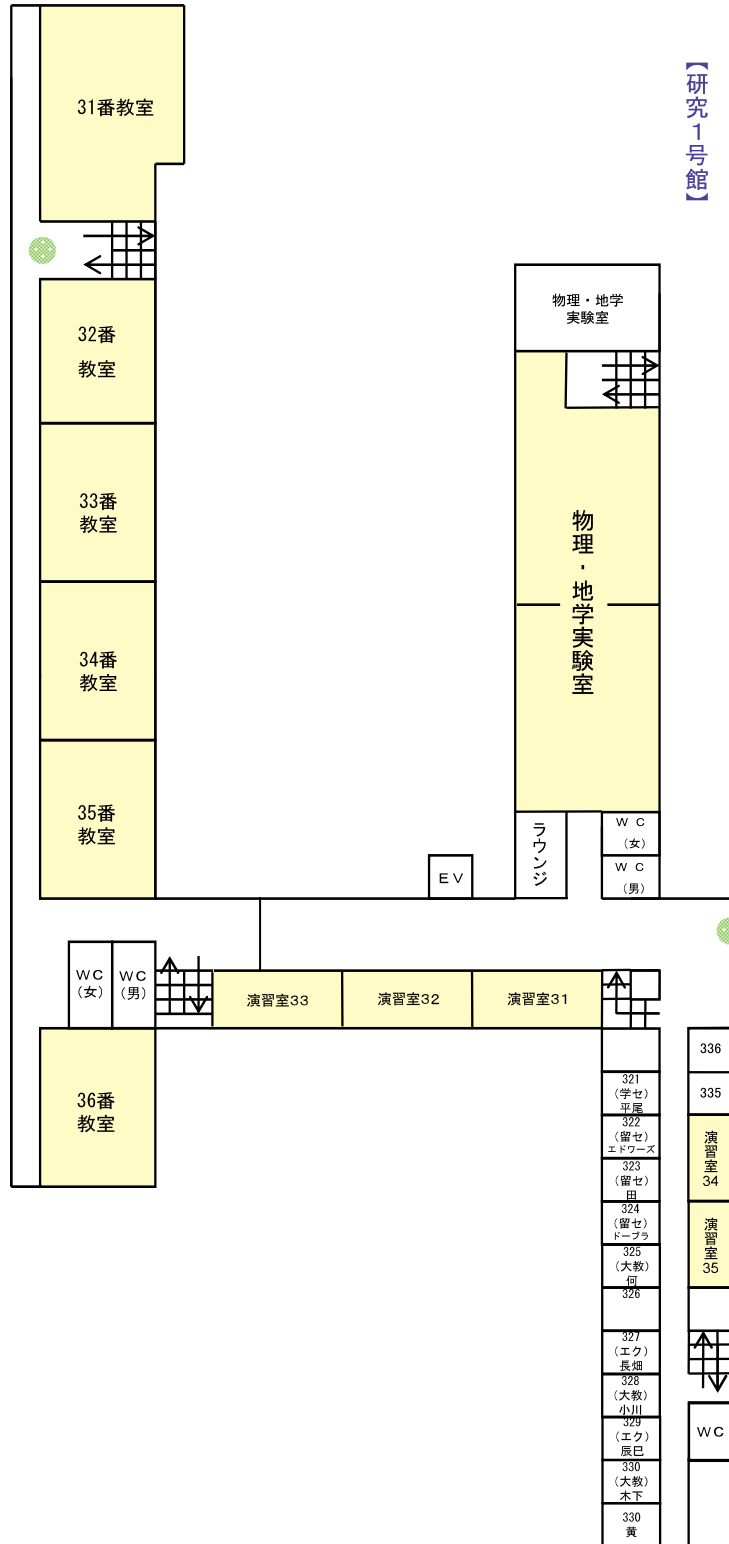 【研究1号館】
31番教室
32番
教室
33番
教室
34番
教室
35番
教室
36番
教室
物理・地学
実験室
物理・地学実験室
ラウンジ
ＷＣ
(女)
ＷＣ
(男)
ＥＶ
ＷＣ
(女)
ＷＣ
(男)
演習室33
演習室32
演習室31
321
(学セ)
平尾
322
(留セ)
エドワーズ
323
(留セ)
田
324
(留セ)
ドーブラ
325
(大教)
何
326
327
(エク)
長畑
328
(大教)
小川
329
(エク)
辰巳
330
(大教)
木下
330
黄
336
335
演習室34
演習室35
ＷＣ